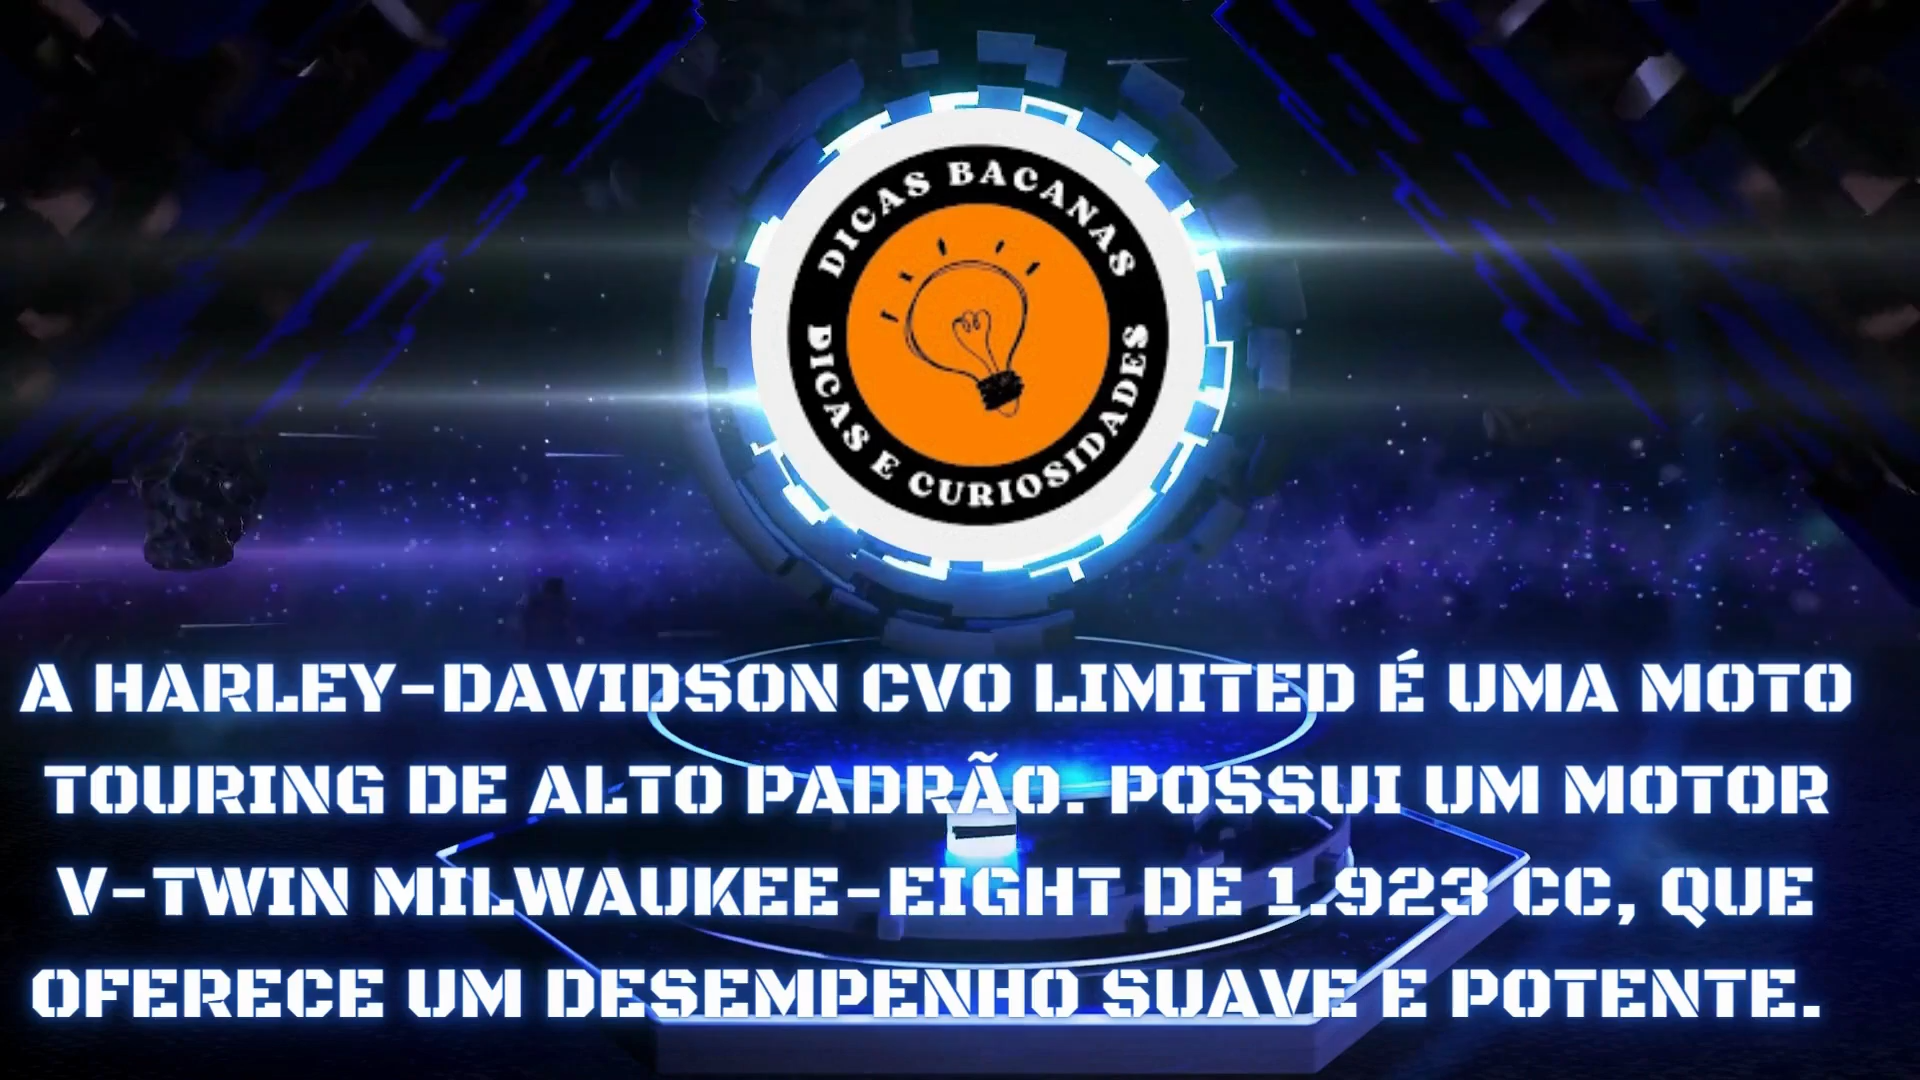 DICAS BACANAS
DICAS E CURIOSIDADES
A HARLEY-DAVIDSON CVO LIMITED É UMA MOTO
TOURING DE ALTO PADRÃO. POSSUI UM MOTOR
V-TWIN MILWAUKEE-EIGHT DE 1.923 CC, QUE
OFERECE UM DESEMPENHO SUAVE E POTENTE.